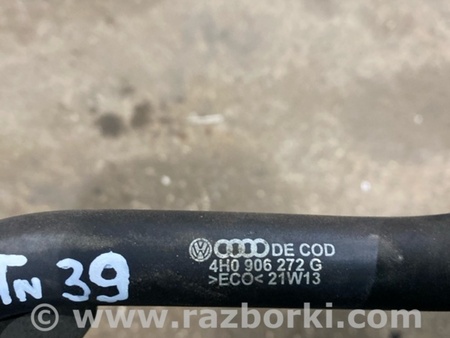 DE COD
4H0 906 272 G
>ECO< 21W13
TN 39
© www.razborki.com